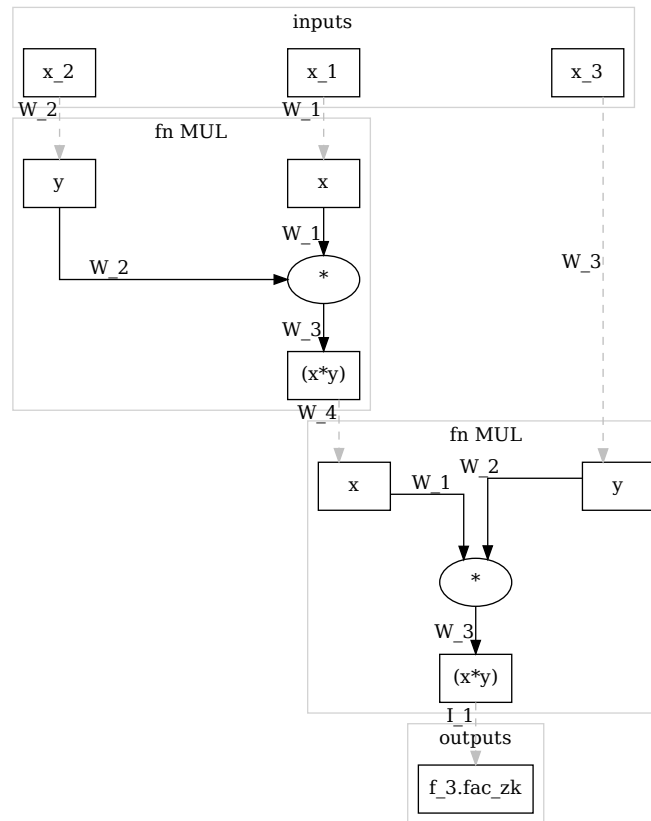 inputs
x_2
x_1
x_3
W_2
W_1
fn MUL
y
x
W_1
W_2
W_3
*
W_3
(x*y)
W_4
fn MUL
x
W_1
W_2
y
*
W_3
(x*y)
I_1
outputs
f_3.fac_zk